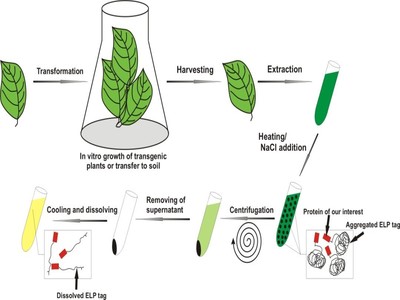 Transformation
Harvesting
Extraction
In vitro growth of transgenic
plants or transfer to soil
Heating/
NaCl addition
Cooling and dissolving
Removing of
supernatant
Centrifugation
Protein of our interest
Aggregated ELP tag
Dissolved ELP tag